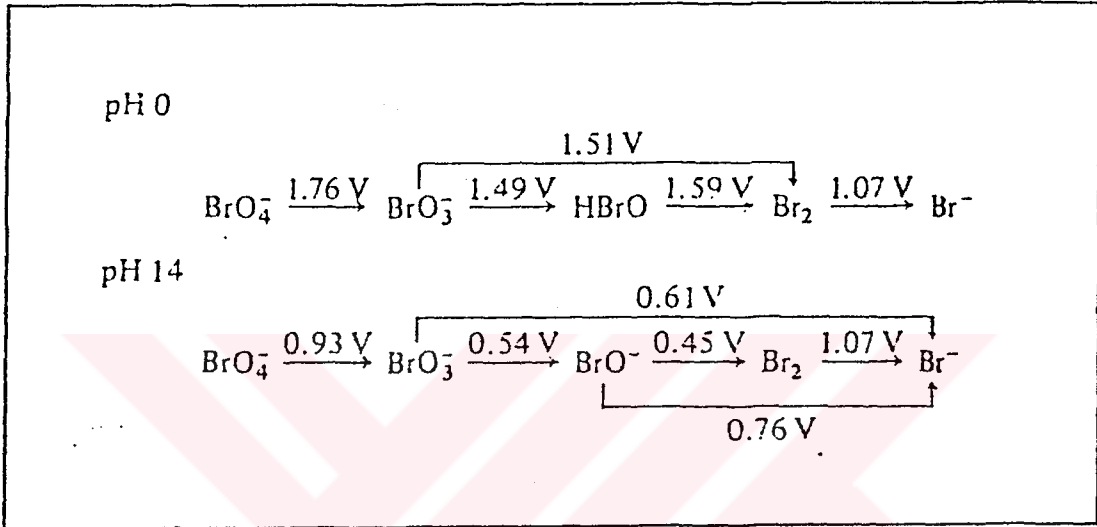 pH 0
1.51 V
BrO₄⁻ 1.76 V BrO₃⁻ 1.49 V HBrO 1.59 V Br₂ 1.07 V Br⁻
pH 14
0.61 V
BrO₄⁻ 0.93 V BrO₃⁻ 0.54 V BrO⁻ 0.45 V Br₂ 1.07 V Br⁻
0.76 V